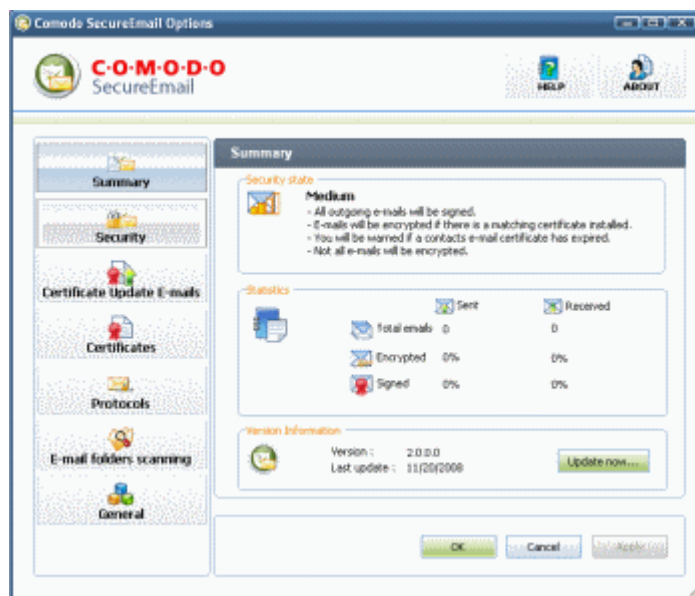 Comodo SecureEmail Options
C·O·M·O·D·O
SecureEmail
HELP
ABOUT
Summary
Security
Certificate Update E-mails
Certificates
Protocols
E-mail folders scanning
General
Summary
Security state
Medium
- All outgoing e-mails will be signed.
- E-mails will be encrypted if there is a matching certificate installed.
- You will be warned if a contacts e-mail certificate has expired.
- Not all e-mails will be encrypted.
Statistics
Sent Received
Total emails 0 0
Encrypted 0% 0%
Signed 0% 0%
Version Information
Version : 2.0.0.0
Last update : 11/20/2008
Update now...
OK Cancel Apply